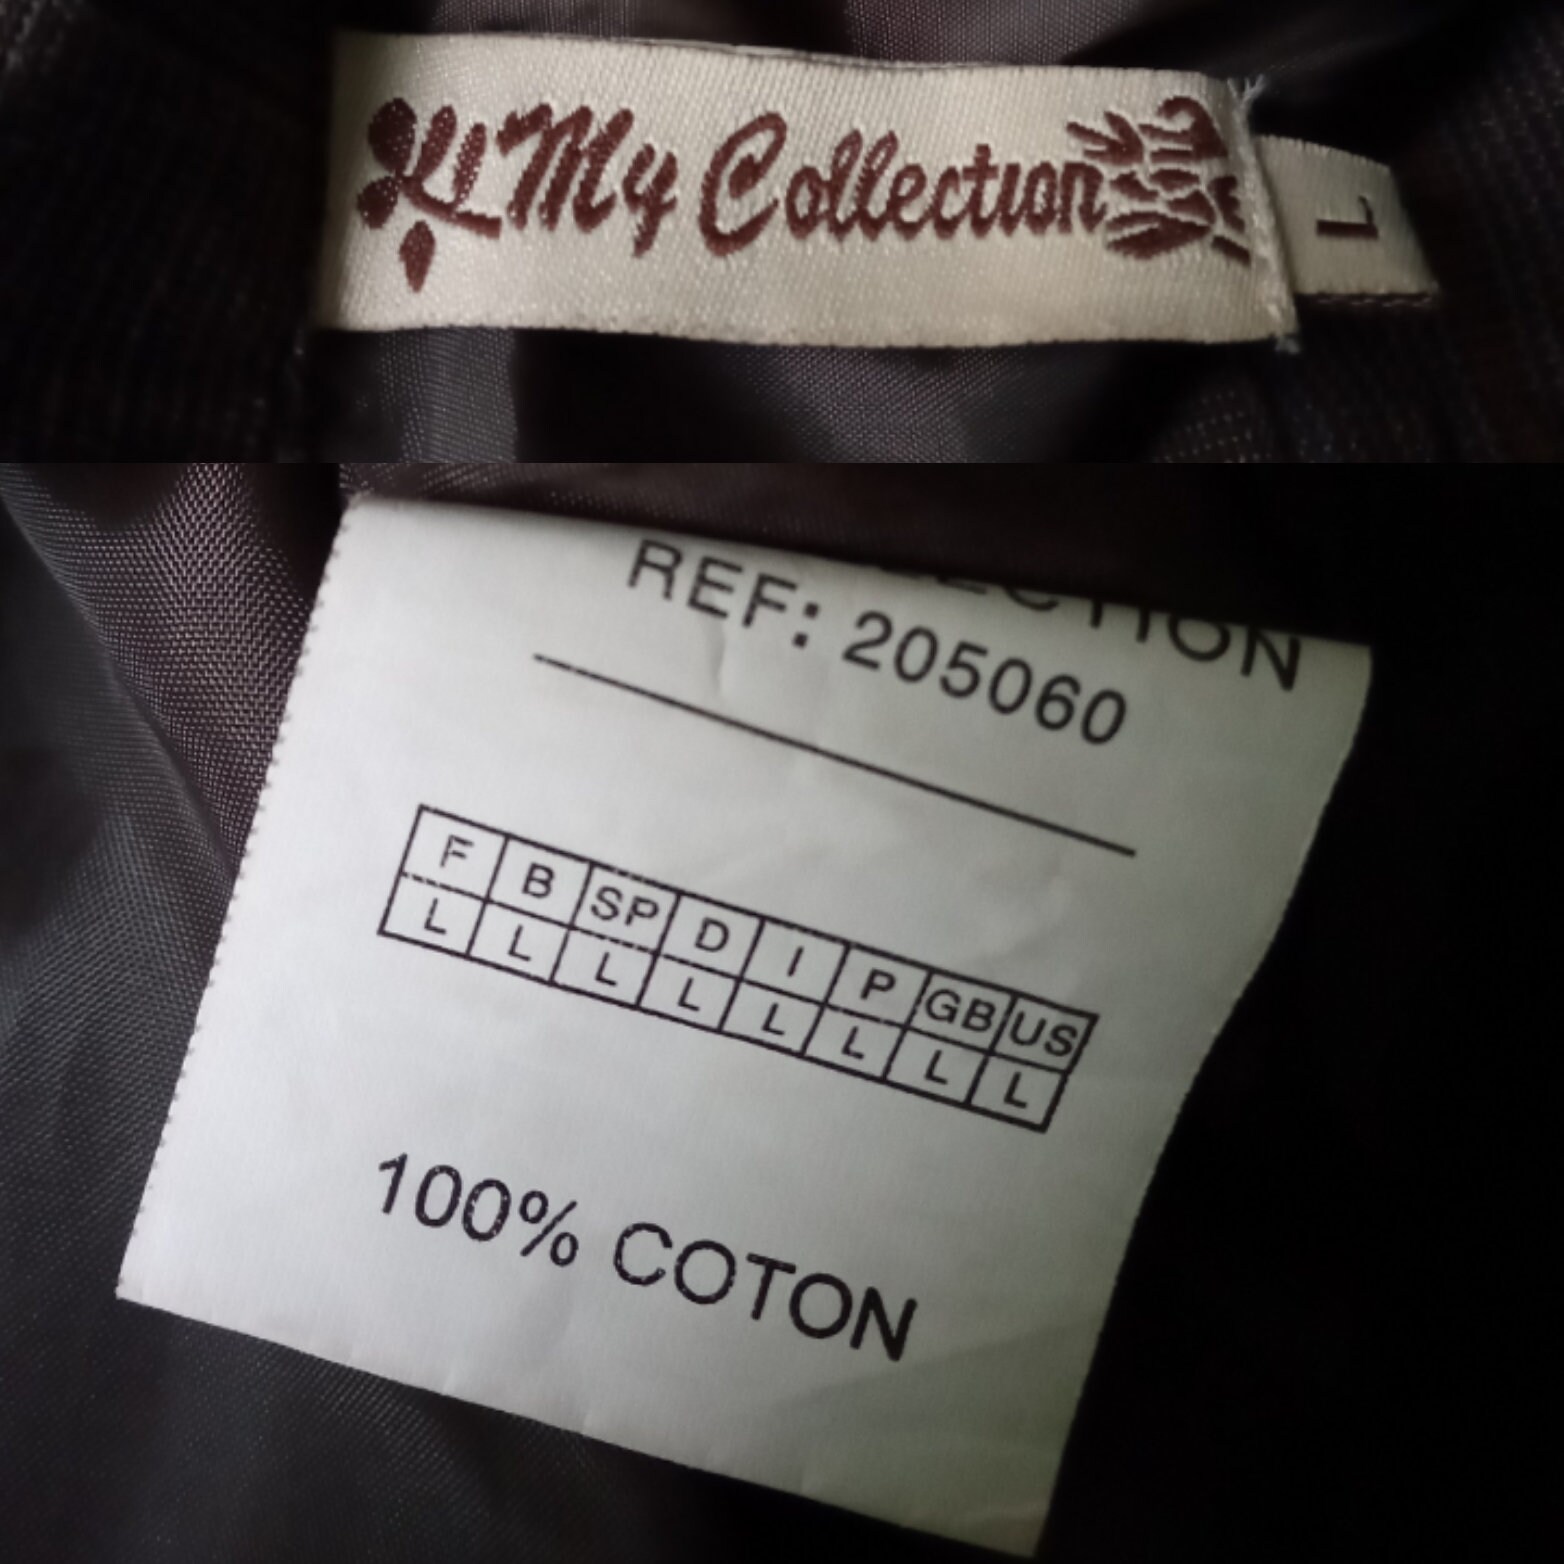 My Collection
L
REF: 205060
F B SP D I P GB US
L L L L L L L L
100% COTON